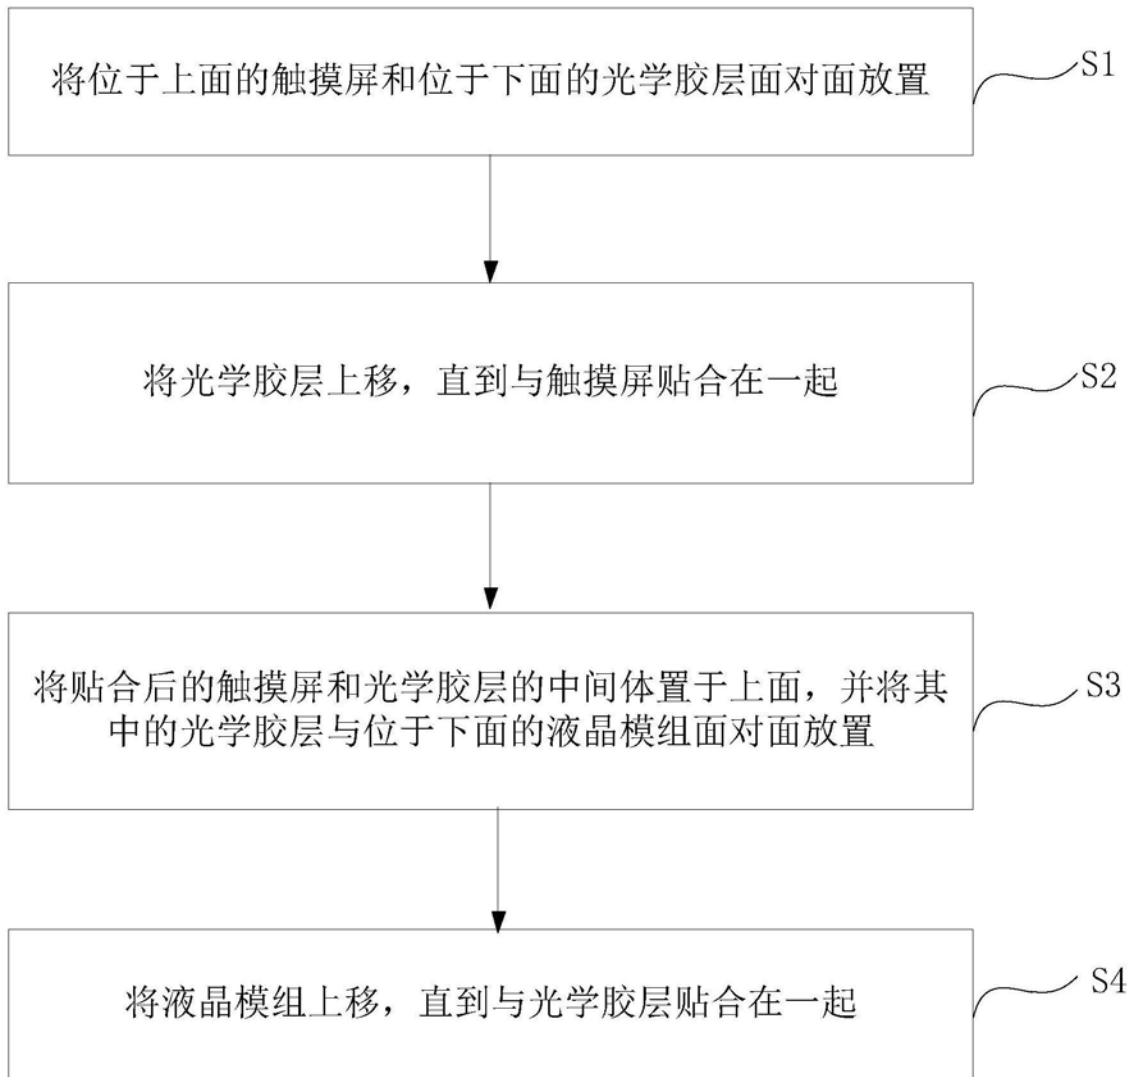 将位于上面的触摸屏和位于下面的光学胶层面对面放置
S1
将光学胶层上移，直到与触摸屏贴合在一起
S2
将贴合后的触摸屏和光学胶层的中间体置于上面，并将其
中的光学胶层与位于下面的液晶模组面对面放置
S3
将液晶模组上移，直到与光学胶层贴合在一起
S4